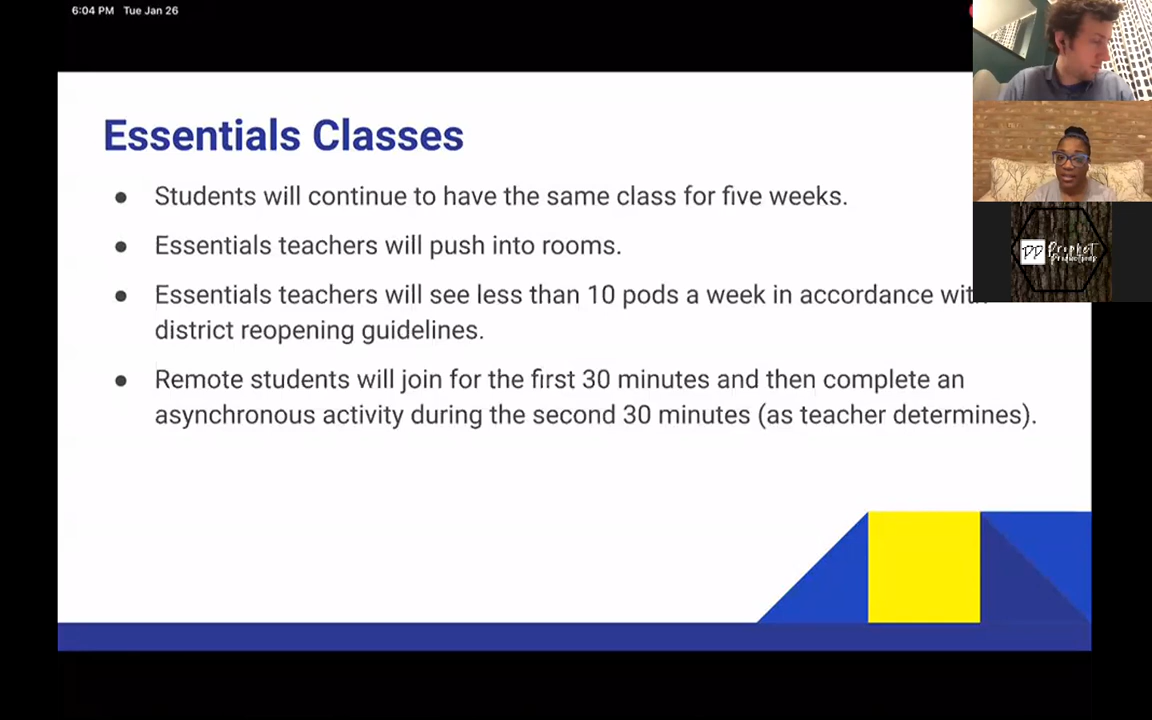 6:04 PM Tue Jan 26
Essentials Classes
● Students will continue to have the same class for five weeks.
● Essentials teachers will push into rooms.
● Essentials teachers will see less than 10 pods a week in accordance with
district reopening guidelines.
● Remote students will join for the first 30 minutes and then complete an
asynchronous activity during the second 30 minutes (as teacher determines).
Prophet
Productions